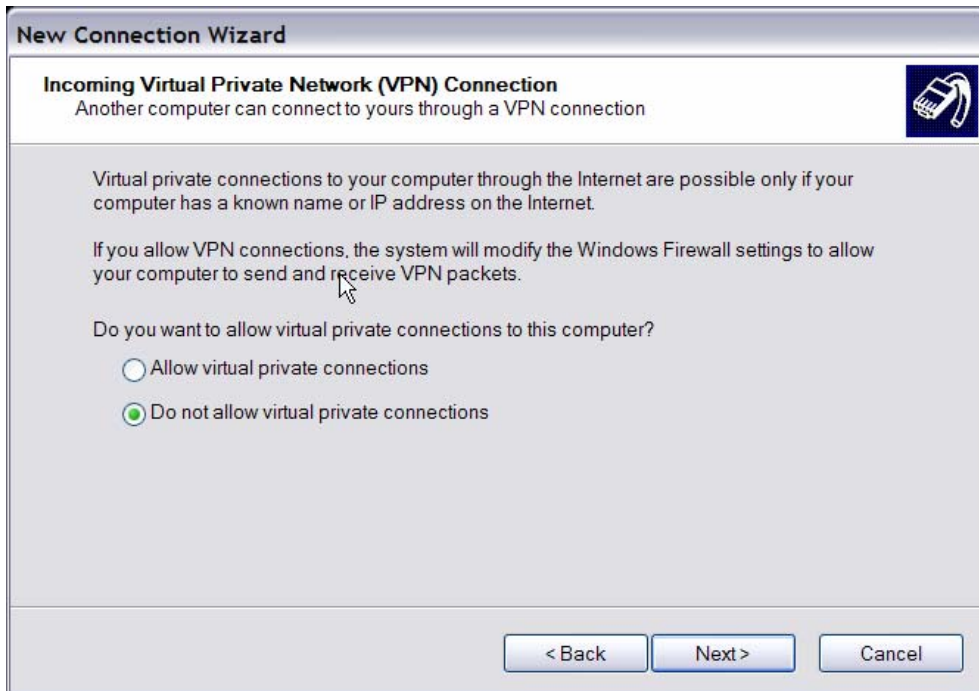 New Connection Wizard
Incoming Virtual Private Network (VPN) Connection
Another computer can connect to yours through a VPN connection
Virtual private connections to your computer through the Internet are possible only if your
computer has a known name or IP address on the Internet.
If you allow VPN connections, the system will modify the Windows Firewall settings to allow
your computer to send and receive VPN packets.
Do you want to allow virtual private connections to this computer?
Allow virtual private connections
Do not allow virtual private connections
< Back Next > Cancel